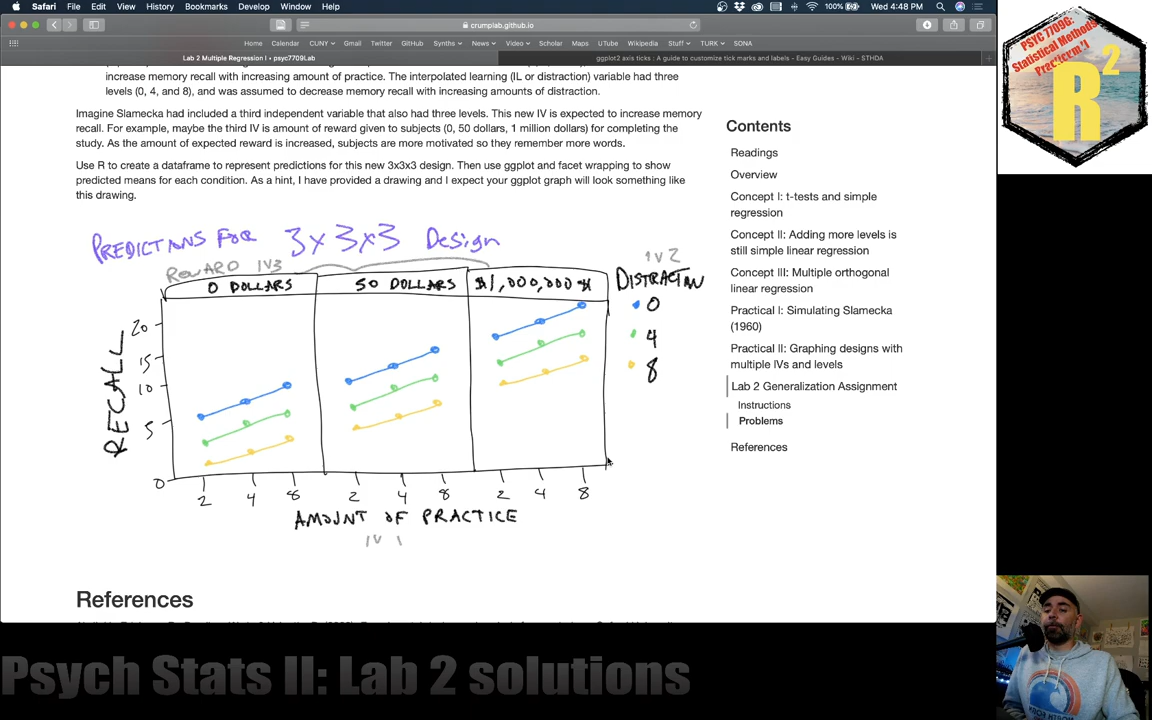 Safari File Edit View History Bookmarks Develop Window Help
100% Wed 4:48 PM
crumplab.github.io
Home Calendar CUNY Gmail Twitter GitHub Synths News Video Scholar Maps UTube Wikipedia Stuff TURK SONA
Lab 2 Multiple Regression I • psyc7709Lab
ggplot2 axis ticks : A guide to customize tick marks and labels - Easy Guides - Wiki - STHDA
increase memory recall with increasing amount of practice. The interpolated learning (IL or distraction) variable had three
levels (0, 4, and 8), and was assumed to decrease memory recall with increasing amounts of distraction.
Imagine Slamecka had included a third independent variable that also had three levels. This new IV is expected to increase memory
recall. For example, maybe the third IV is amount of reward given to subjects (0, 50 dollars, 1 million dollars) for completing the
study. As the amount of expected reward is increased, subjects are more motivated so they remember more words.
Use R to create a dataframe to represent predictions for this new 3x3x3 design. Then use ggplot and facet wrapping to show
predicted means for each condition. As a hint, I have provided a drawing and I expect your ggplot graph will look something like
this drawing.
PREDICTIONS FOR 3x3x3 Design
REWARD IV3
IV2
0 DOLLARS
50 DOLLARS
$1,000,000$
DISTRACTION
0
4
8
RECALL
20
15
10
5
0
2 4 8
2 4 8
2 4 8
AMOUNT OF PRACTICE
IV 1
References
Contents
Readings
Overview
Concept I: t-tests and simple
regression
Concept II: Adding more levels is
still simple linear regression
Concept III: Multiple orthogonal
linear regression
Practical I: Simulating Slamecka
(1960)
Practical II: Graphing designs with
multiple IVs and levels
Lab 2 Generalization Assignment
Instructions
Problems
References
PSYC 7709G:
Statistical Methods
Practicum I
R2
Psych Stats II: Lab 2 solutions